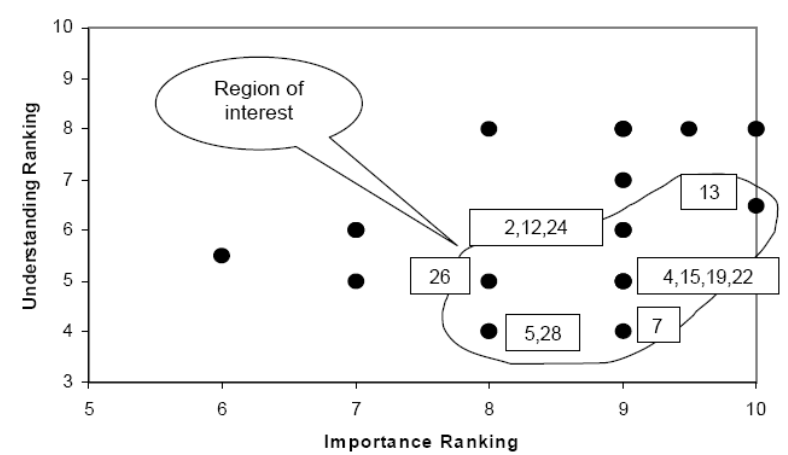 10
9
8
7
6
5
4
3
Understanding Ranking
Region of
interest
13
2,12,24
26
4,15,19,22
5,28
7
5 6 7 8 9 10
Importance Ranking